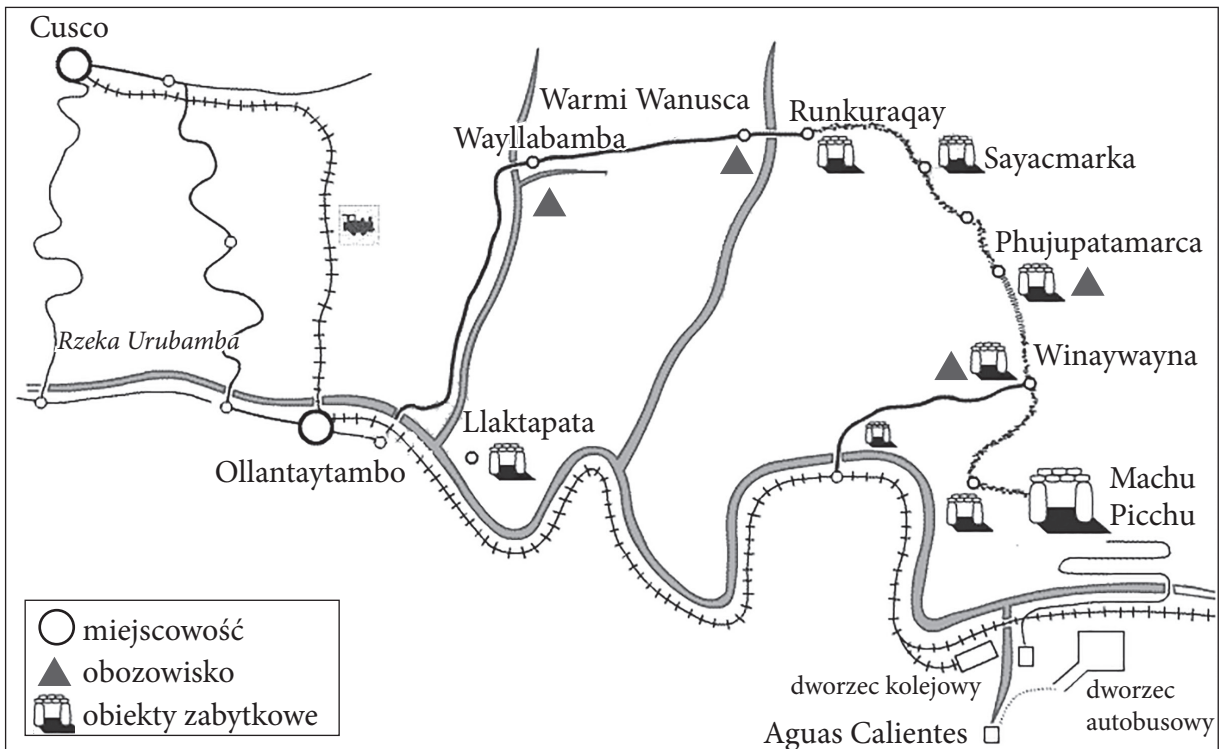 Cusco
Warmi Wanusca
Runkuraqay
Wayllabamba
Sayacmarka
Phujupatamarca
Rzeka Urubamba
Winaywayna
Llaktapata
Ollantaytambo
Machu
Picchu
miejscowość
obozowisko
obiekty zabytkowe
dworzec kolejowy
dworzec
autobusowy
Aguas Calientes